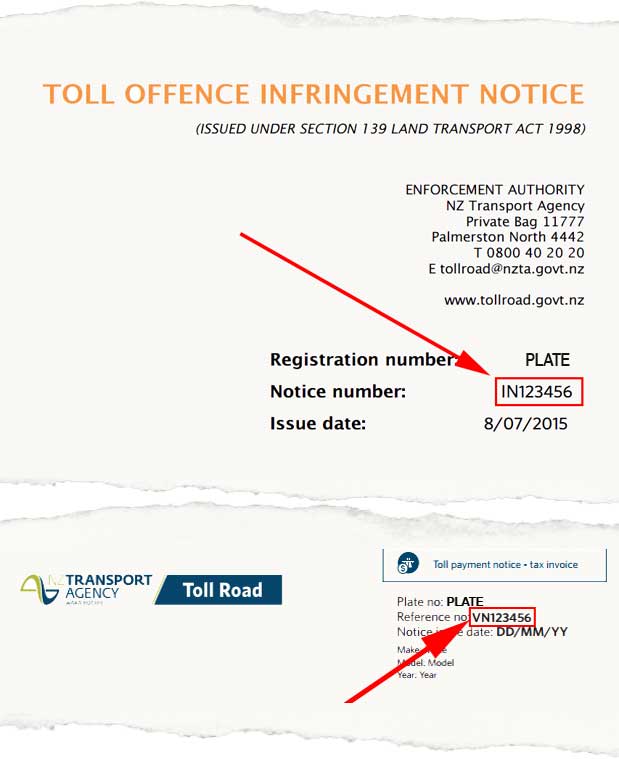 TOLL OFFENCE INFRINGEMENT NOTICE
(ISSUED UNDER SECTION 139 LAND TRANSPORT ACT 1998)
ENFORCEMENT AUTHORITY
NZ Transport Agency
Private Bag 11777
Palmerston North 4442
T 0800 40 20 20
E tollroad@nzta.govt.nz
www.tollroad.govt.nz
Registration number: PLATE
Notice number: IN123456
Issue date: 8/07/2015
NZ TRANSPORT
AGENCY
WAKA KOTAHI
Toll Road
Toll payment notice • tax invoice
Plate no: PLATE
Reference no: VN123456
Notice date: DD/MM/YY
Make.
Model. Model
Year. Year